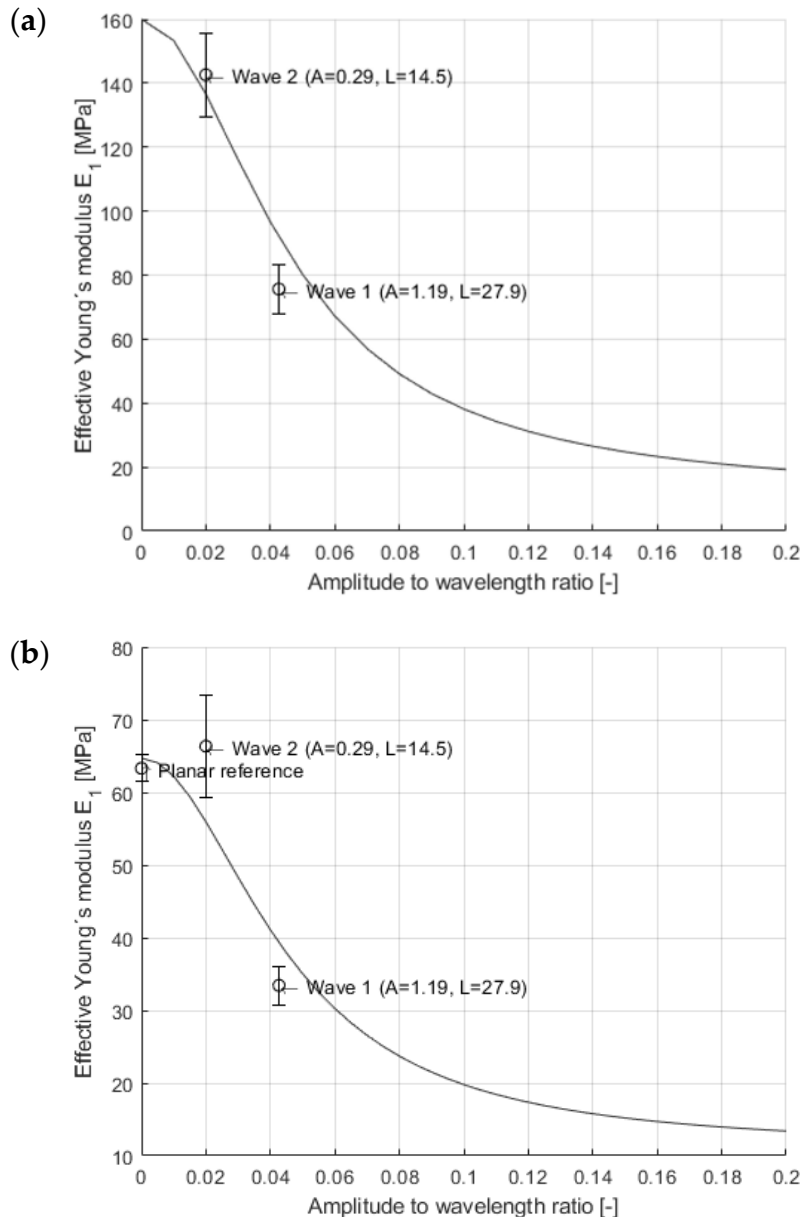 (a)
Effective Young´s modulus E1 [MPa]
160
140
120
100
80
60
40
20
0
Wave 2 (A=0.29, L=14.5)
Wave 1 (A=1.19, L=27.9)
0 0.02 0.04 0.06 0.08 0.1 0.12 0.14 0.16 0.18 0.2
Amplitude to wavelength ratio [-]
(b)
Effective Young´s modulus E1 [MPa]
80
70
60
50
40
30
20
10
Wave 2 (A=0.29, L=14.5)
Planar reference
Wave 1 (A=1.19, L=27.9)
0 0.02 0.04 0.06 0.08 0.1 0.12 0.14 0.16 0.18 0.2
Amplitude to wavelength ratio [-]